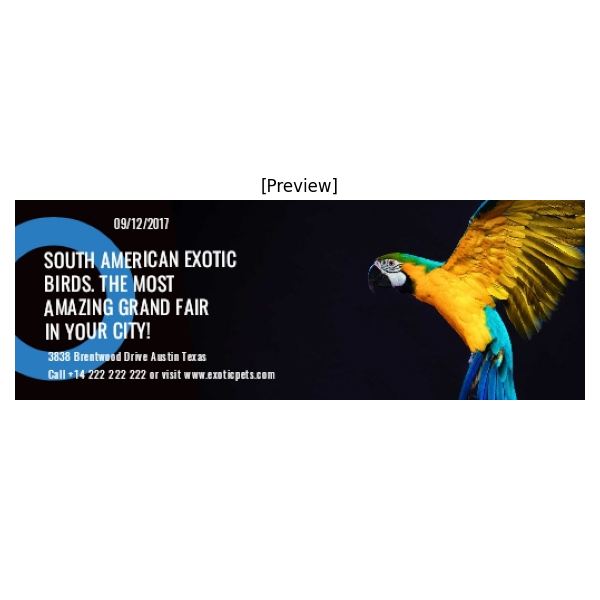 [Preview]
09/12/2017
SOUTH AMERICAN EXOTIC
BIRDS. THE MOST
AMAZING GRAND FAIR
IN YOUR CITY!
3838 Brentwood Drive Austin Texas
Call +14 222 222 222 or visit www.exoticpets.com